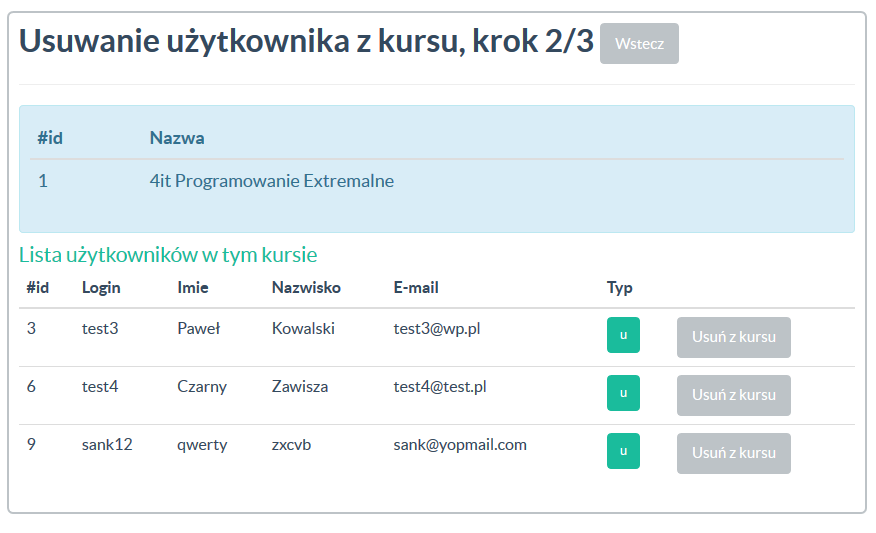 Usuwanie użytkownika z kursu, krok 2/3 Wstecz
#id Nazwa
1 4it Programowanie Extremalne
Lista użytkowników w tym kursie
#id Login Imie Nazwisko E-mail Typ
3 test3 Paweł Kowalski test3@wp.pl u Usuń z kursu
6 test4 Czarny Zawisza test4@test.pl u Usuń z kursu
9 sank12 qwerty zxcvb sank@yopmail.com u Usuń z kursu